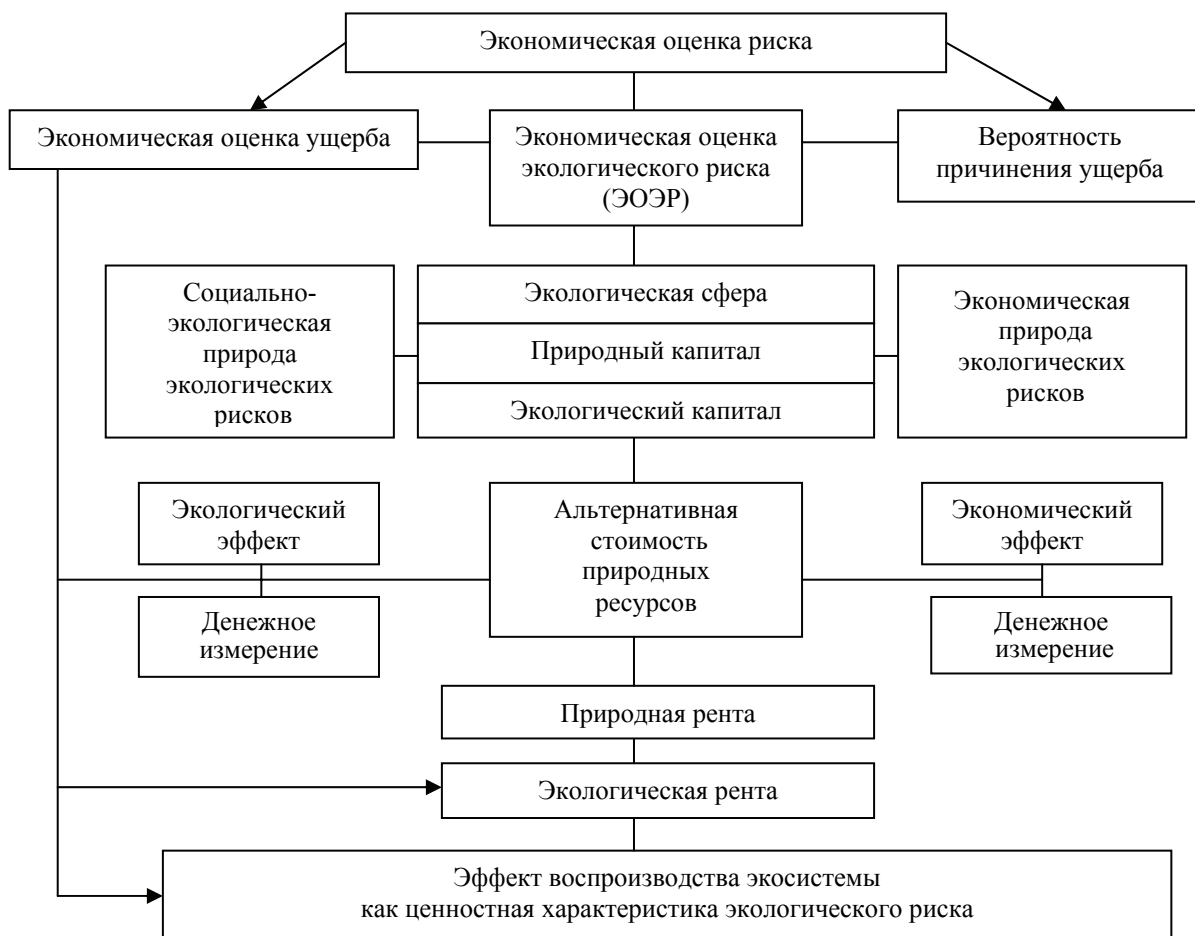 Экономическая оценка риска
Экономическая оценка ущерба
Экономическая оценка
экологического риска
(ЭОЭР)
Вероятность
причинения ущерба
Социально-
экологическая
природа
экологических
рисков
Экологическая сфера
Природный капитал
Экологический капитал
Экономическая
природа
экологических
рисков
Экологический
эффект
Денежное
измерение
Альтернативная
стоимость
природных
ресурсов
Экономический
эффект
Денежное
измерение
Природная рента
Экологическая рента
Эффект воспроизводства экосистемы
как ценностная характеристика экологического риска